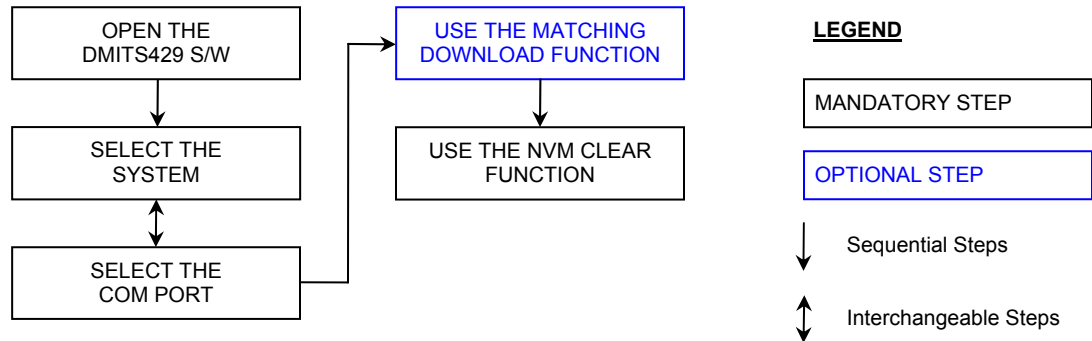 OPEN THE
DMITS429 S/W
SELECT THE
SYSTEM
SELECT THE
COM PORT
USE THE MATCHING
DOWNLOAD FUNCTION
USE THE NVM CLEAR
FUNCTION
LEGEND
MANDATORY STEP
OPTIONAL STEP
Sequential Steps
Interchangeable Steps